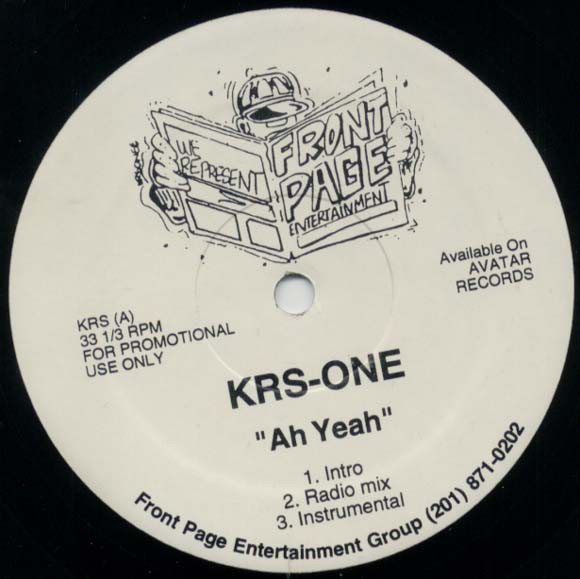 WE
REPRESENT
FRONT
PAGE
ENTERTAINMENT
Available On
AVATAR
RECORDS
KRS (A)
33 1/3 RPM
FOR PROMOTIONAL
USE ONLY
KRS-ONE
"Ah Yeah"
1. Intro
2. Radio mix
3. Instrumental
Front Page Entertainment Group (201) 871-0202